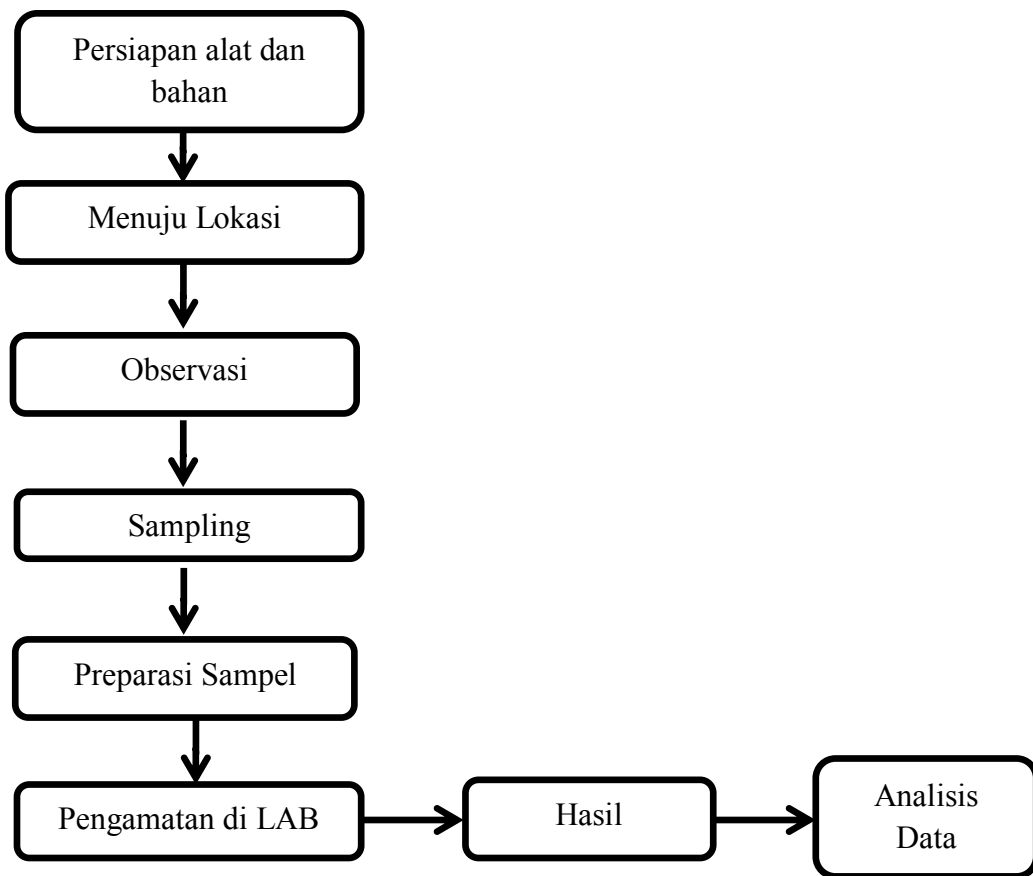 Persiapan alat dan
bahan
Menuju Lokasi
Observasi
Sampling
Preparasi Sampel
Pengamatan di LAB
Hasil
Analisis
Data